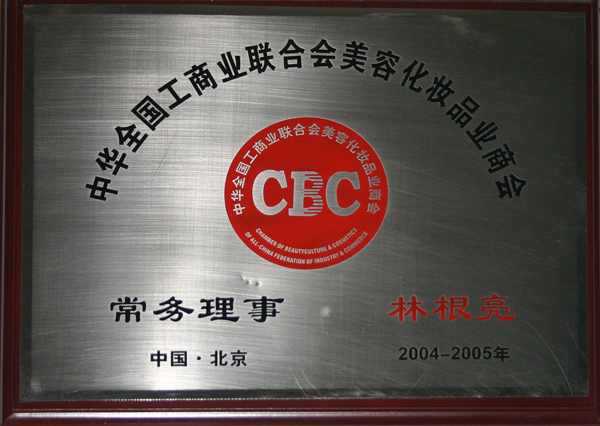 中华全国工商业联合会美容化妆品业商会
中华全国工商业联合会美容化妆品业商会
CBC
CHAMBER OF BEAUTYCULTURE & COSMETICS
OF ALL-CHINA FEDERATION OF INDUSTRY & COMMERCE
常务理事
林根亮
中国·北京
2004-2005年